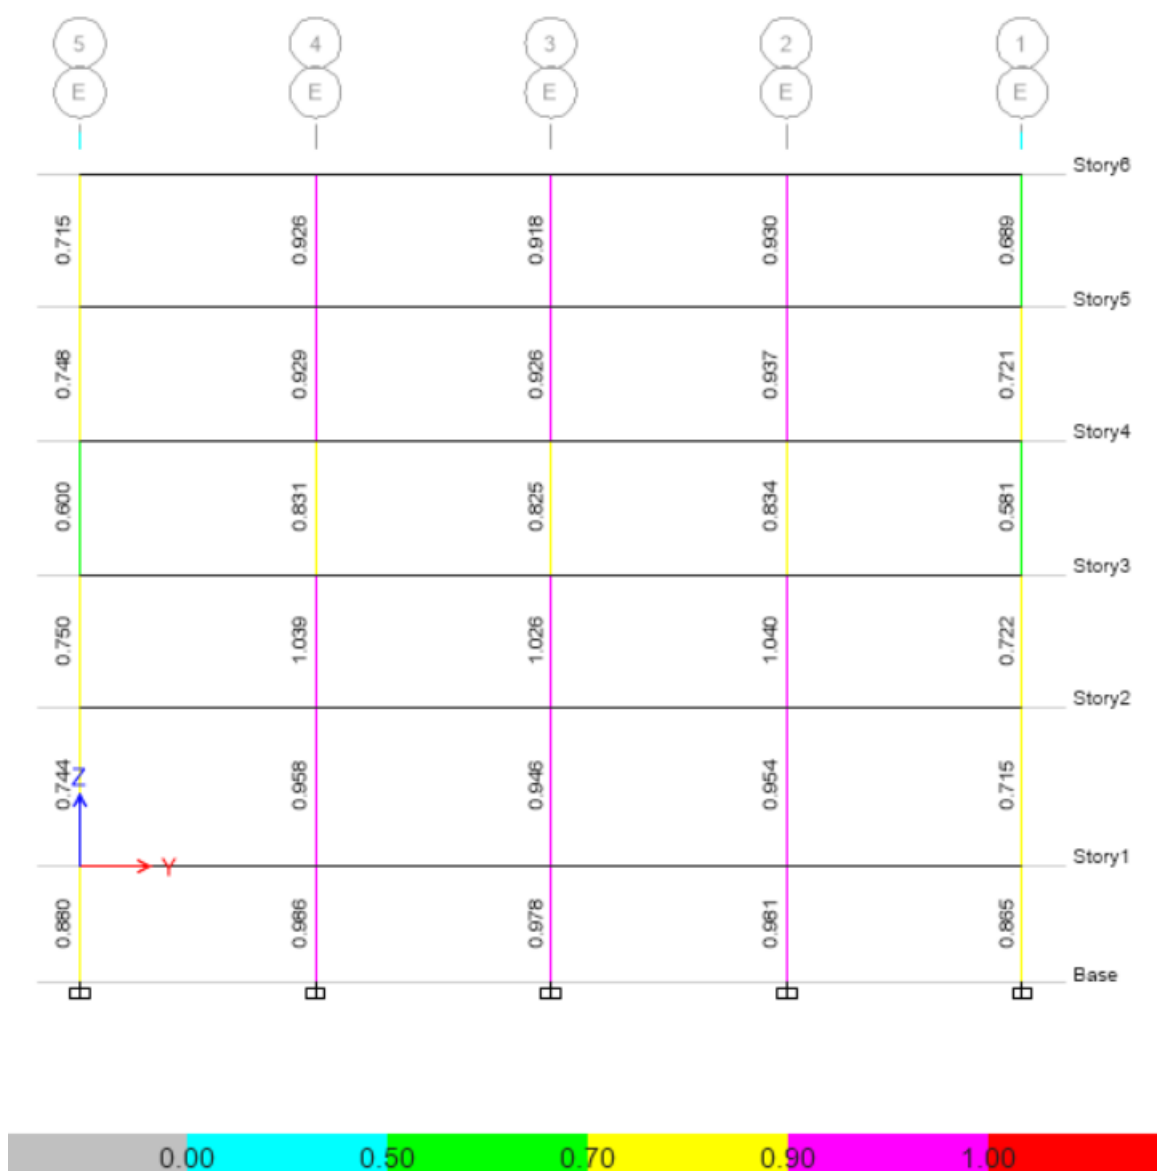 5 4 3 2 1
E E E E E
Story6
0.715 0.926 0.918 0.930 0.689
Story5
0.748 0.929 0.926 0.937 0.721
Story4
0.600 0.831 0.825 0.834 0.581
Story3
0.750 1.039 1.026 1.040 0.722
Story2
0.744 0.958 0.946 0.954 0.715
Z
Story1
Y
0.880 0.986 0.978 0.981 0.865
Base
0.00 0.50 0.70 0.90 1.00